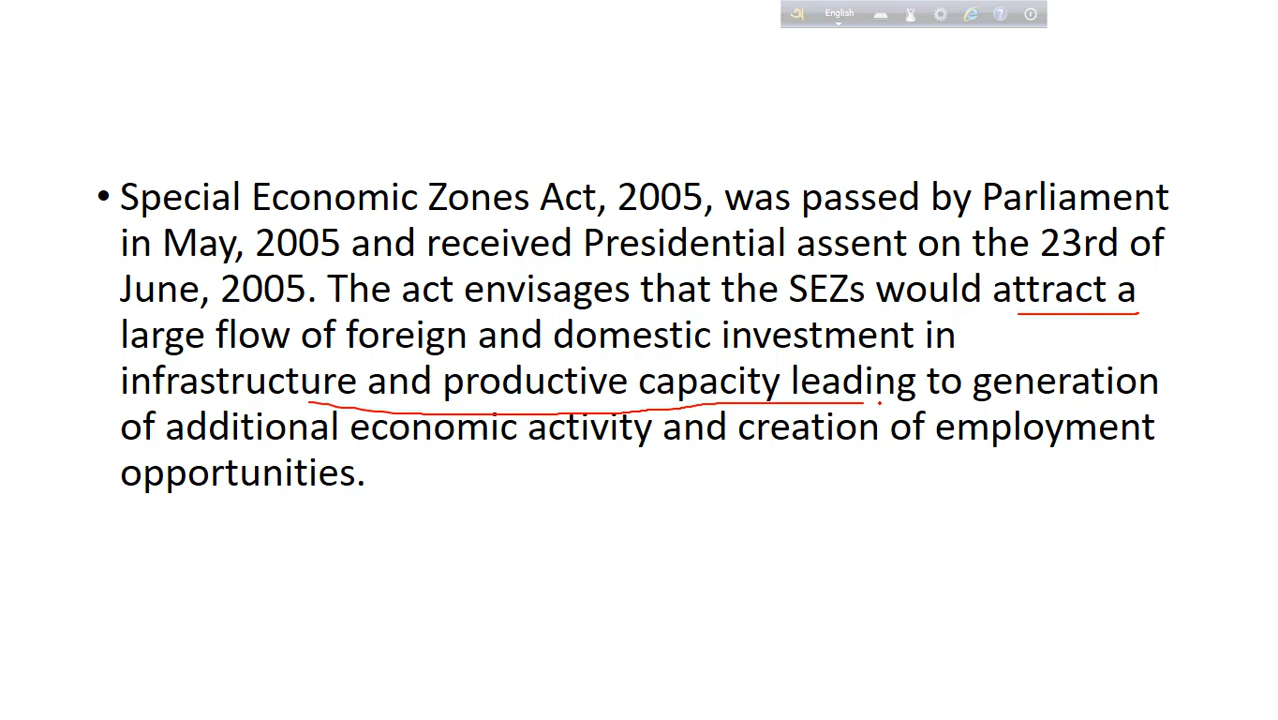 অ English
• Special Economic Zones Act, 2005, was passed by Parliament
in May, 2005 and received Presidential assent on the 23rd of
June, 2005. The act envisages that the SEZs would attract a
large flow of foreign and domestic investment in
infrastructure and productive capacity leading to generation
of additional economic activity and creation of employment
opportunities.